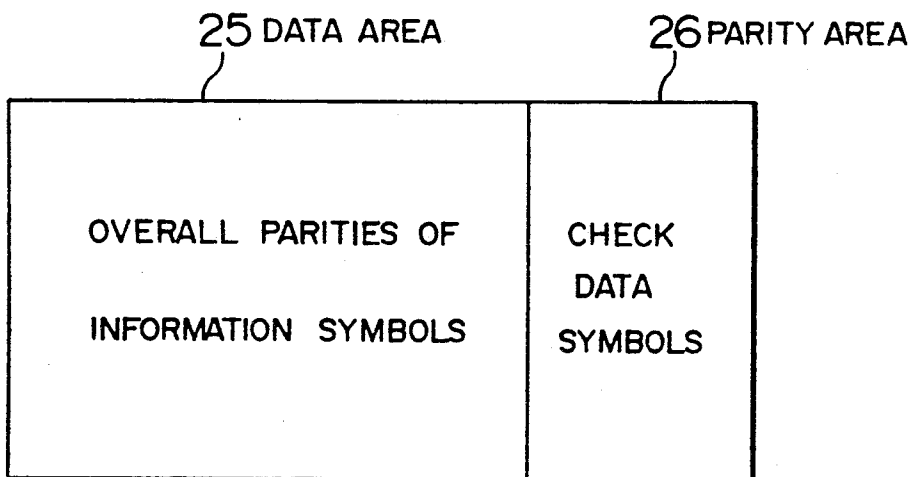 25 DATA AREA
26 PARITY AREA
OVERALL PARITIES OF
INFORMATION SYMBOLS
CHECK
DATA
SYMBOLS